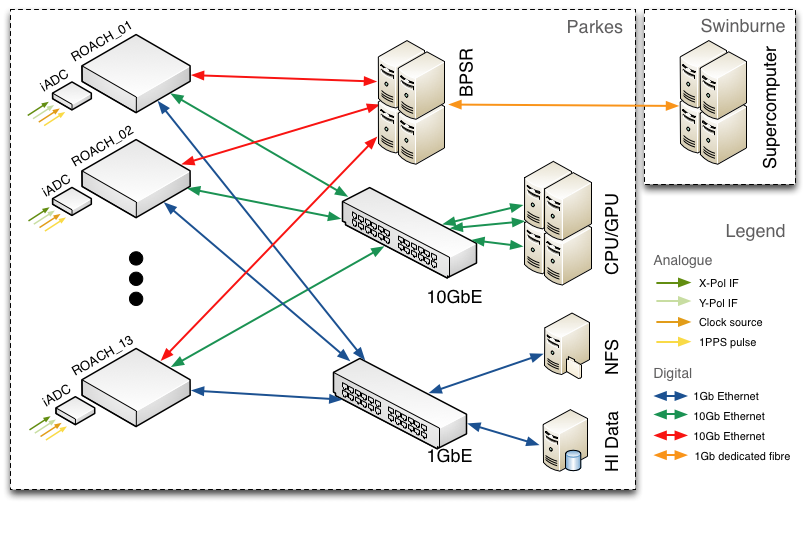 Parkes
Swinburne
ROACH_01
iADC
BPSR
Supercomputer
ROACH_02
iADC
CPU/GPU
10GbE
ROACH_13
iADC
NFS
1GbE
HI Data
Legend
Analogue
X-Pol IF
Y-Pol IF
Clock source
1PPS pulse
Digital
1Gb Ethernet
10Gb Ethernet
10Gb Ethernet
1Gb dedicated fibre